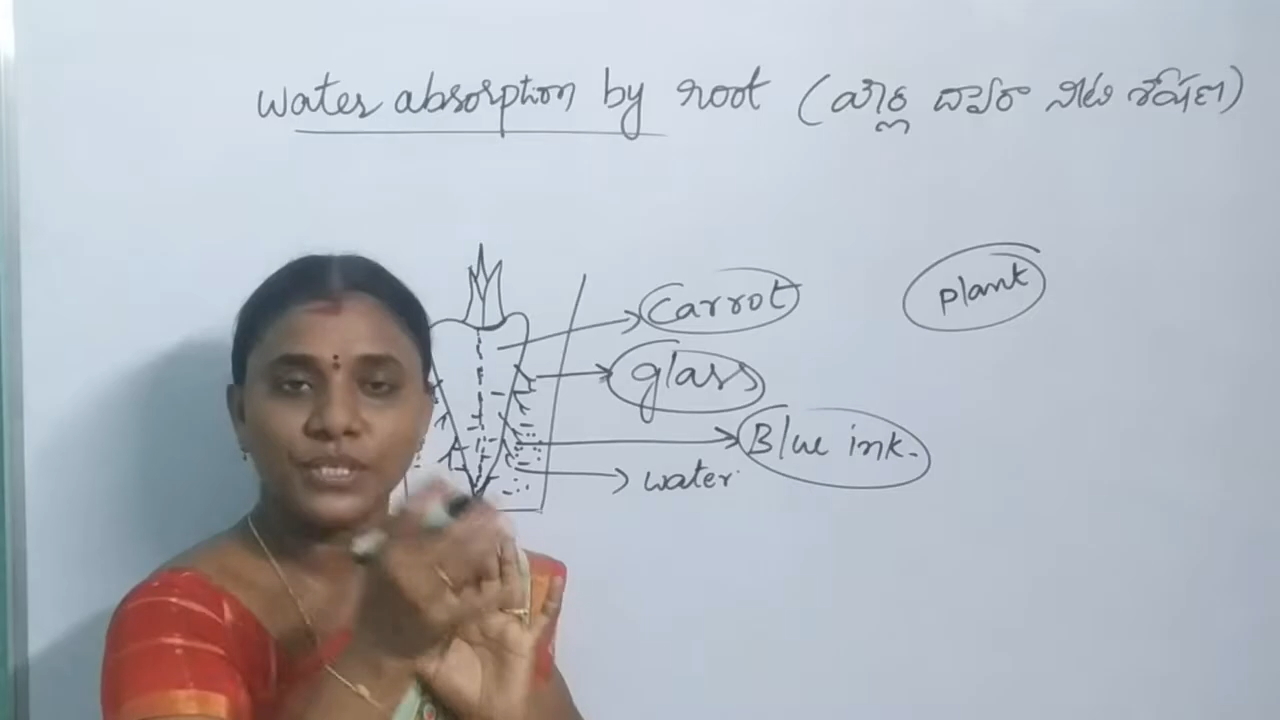 water absorption by root (వేర్ల ద్వారా నీటి శోషణ)
carrot
plant
glass
Blue ink.
water.